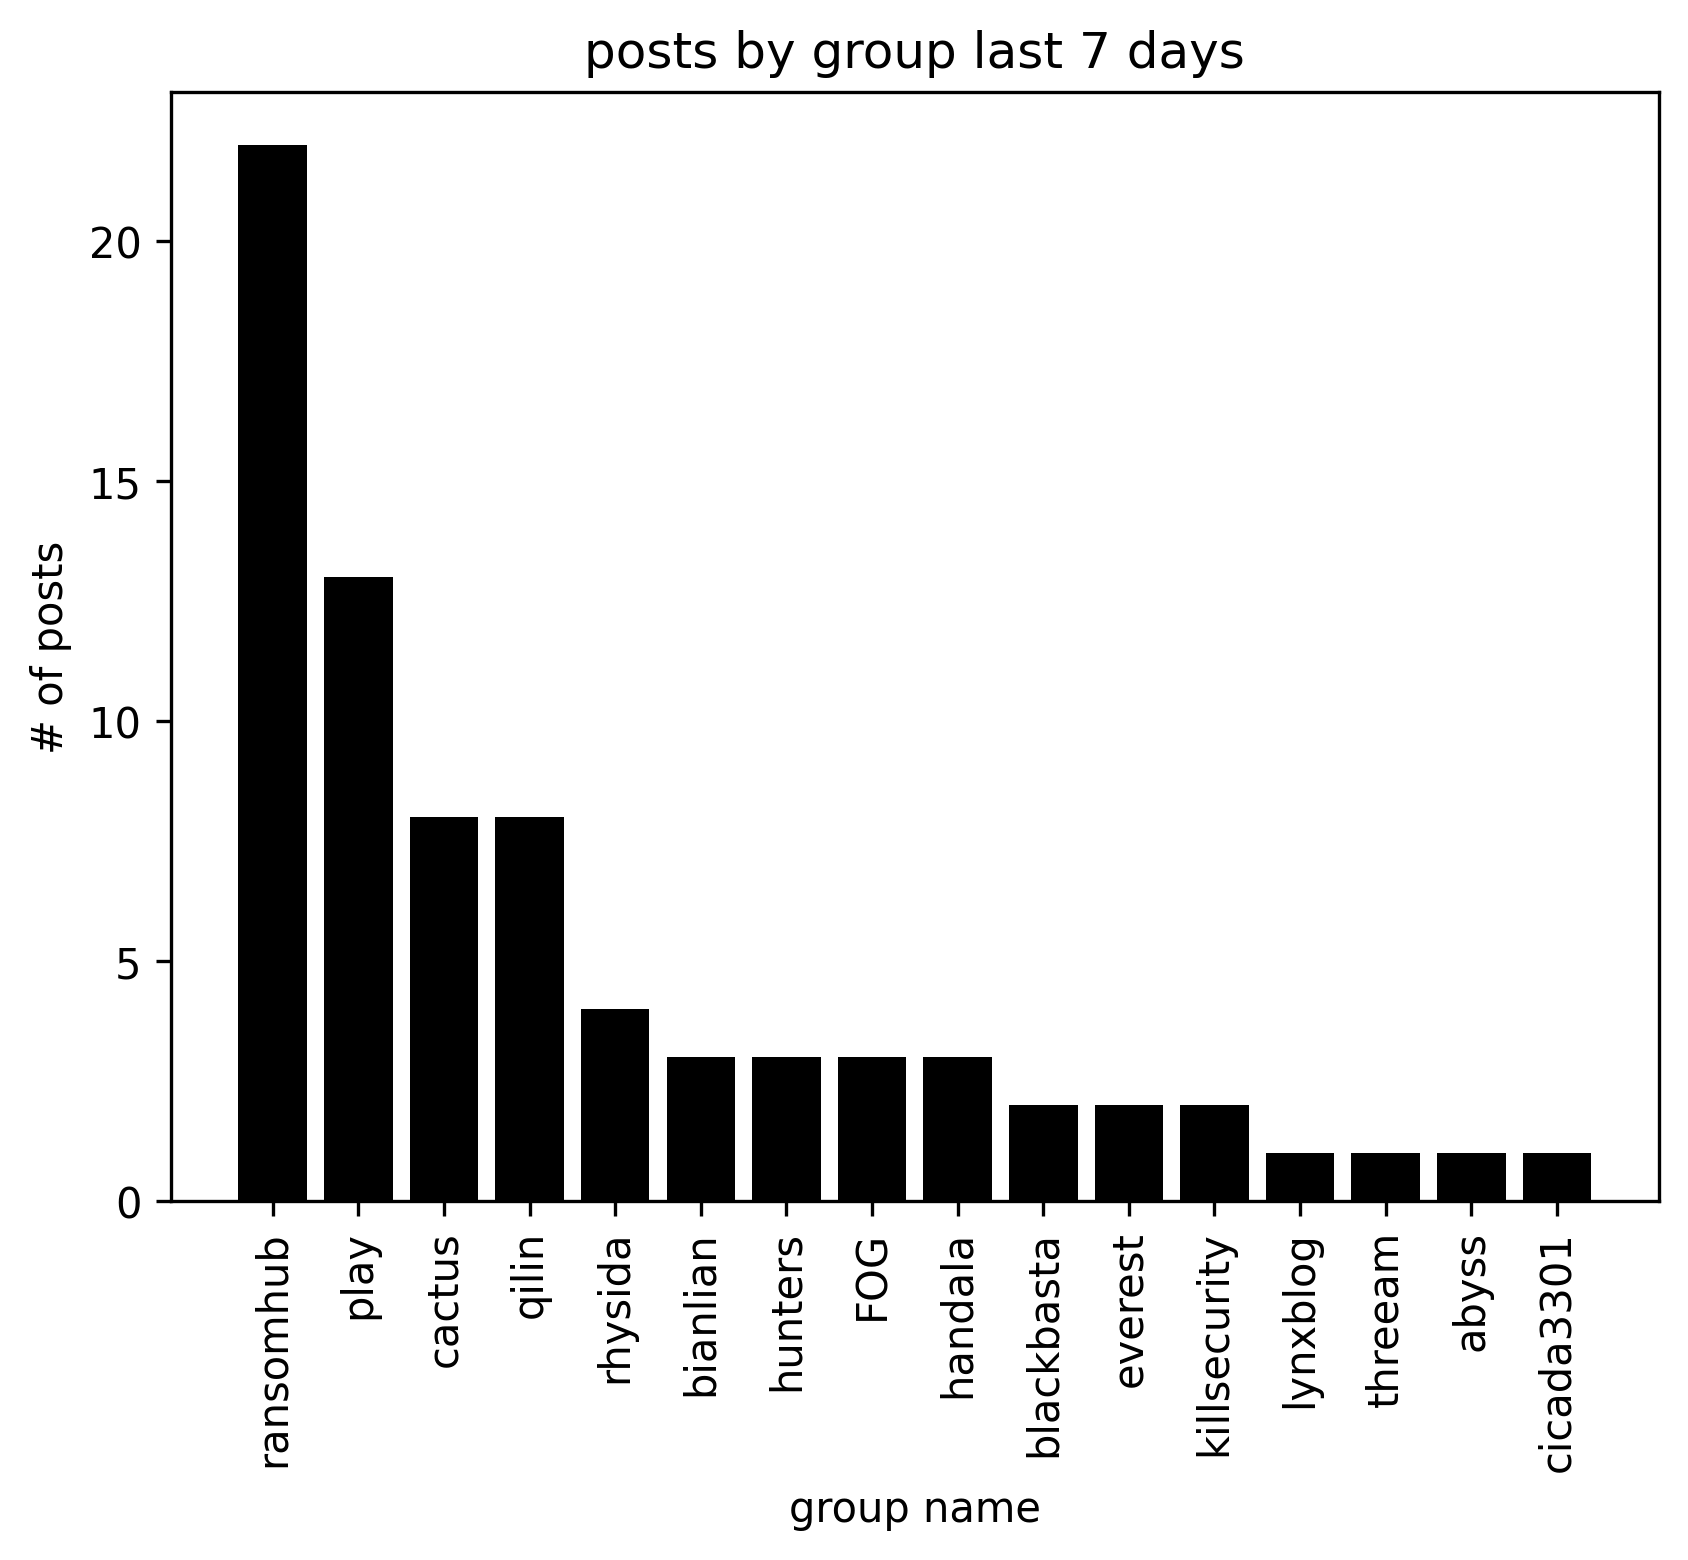 posts by group last 7 days
# of posts
20
15
10
5
0
ransomhub
play
cactus
qilin
rhysida
bianlian
hunters
FOG
handala
blackbasta
everest
killsecurity
lynxblog
threeam
abyss
cicada3301
group name